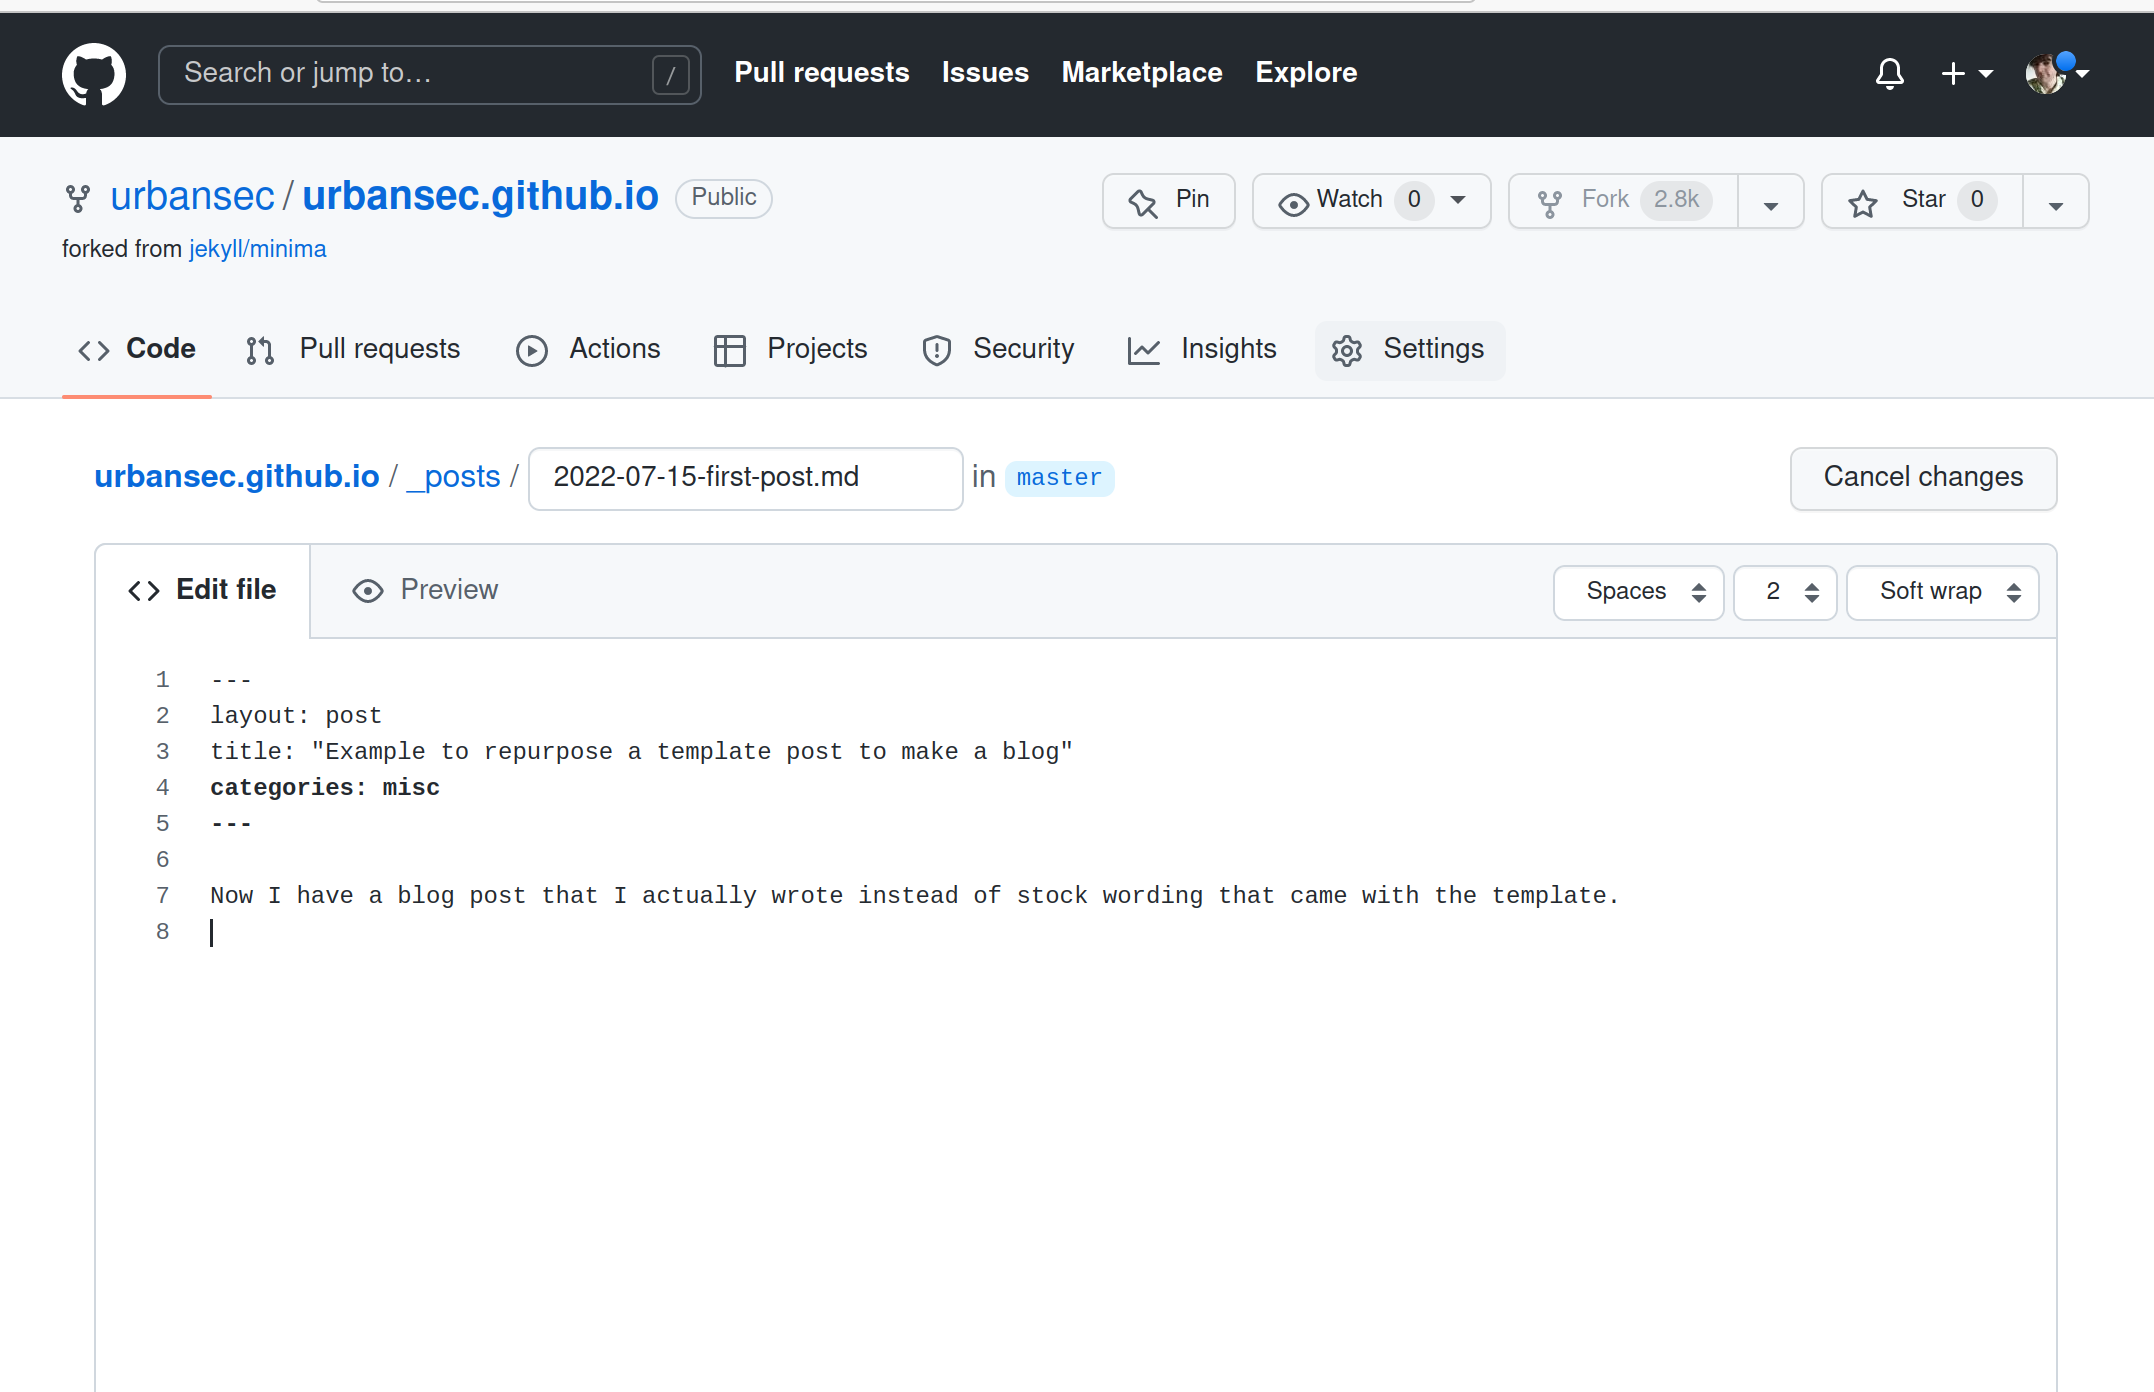 Search or jump to… /
Pull requests Issues Marketplace Explore
urbansec / urbansec.github.io Public
Pin Watch 0 Fork 2.8k Star 0
forked from jekyll/minima
Code Pull requests Actions Projects Security Insights Settings
urbansec.github.io / _posts / 2022-07-15-first-post.md in master Cancel changes
Edit file Preview Spaces 2 Soft wrap
1 ---
2 layout: post
3 title: "Example to repurpose a template post to make a blog"
4 categories: misc
5 ---
6
7 Now I have a blog post that I actually wrote instead of stock wording that came with the template.
8